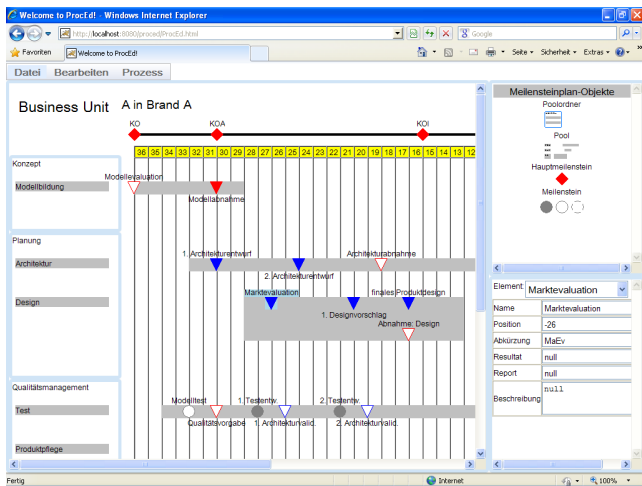 Welcome to ProcEd! - Windows Internet Explorer
http://localhost:8080/proced/ProcEd.html
Google
Favoriten
Welcome to ProcEd!
Seite
Sicherheit
Extras
Datei Bearbeiten Prozess
Business Unit A in Brand A
KO KOA KOI
36 35 34 33 32 31 30 29 28 27 26 25 24 23 22 21 20 19 18 17 16 15 14 13 12
Konzept
Modellevaluation
Modellbildung
Modellabnahme
Planung
1. Architekturentwurf
Architekturabnahme
Architektur
2. Architekturentwurf
Marktevaluation
finales Produktdesign
Design
1. Designvorschlag
Abnahme: Design
Qualitätsmanagement
Modelltest
1. Testentw.
2. Testentw.
Test
Qualitätsvorgabe
1. Architekturvalid.
2. Architekturvalid.
Produktpflege
Meilensteinplan-Objekte
Poolordner
Pool
Hauptmeilenstein
Meilenstein
Element: Marktevaluation
Name Marktevaluation
Position -26
Abkürzung MaEv
Resultat null
Report null
Beschreibung null
Fertig
Internet
100%